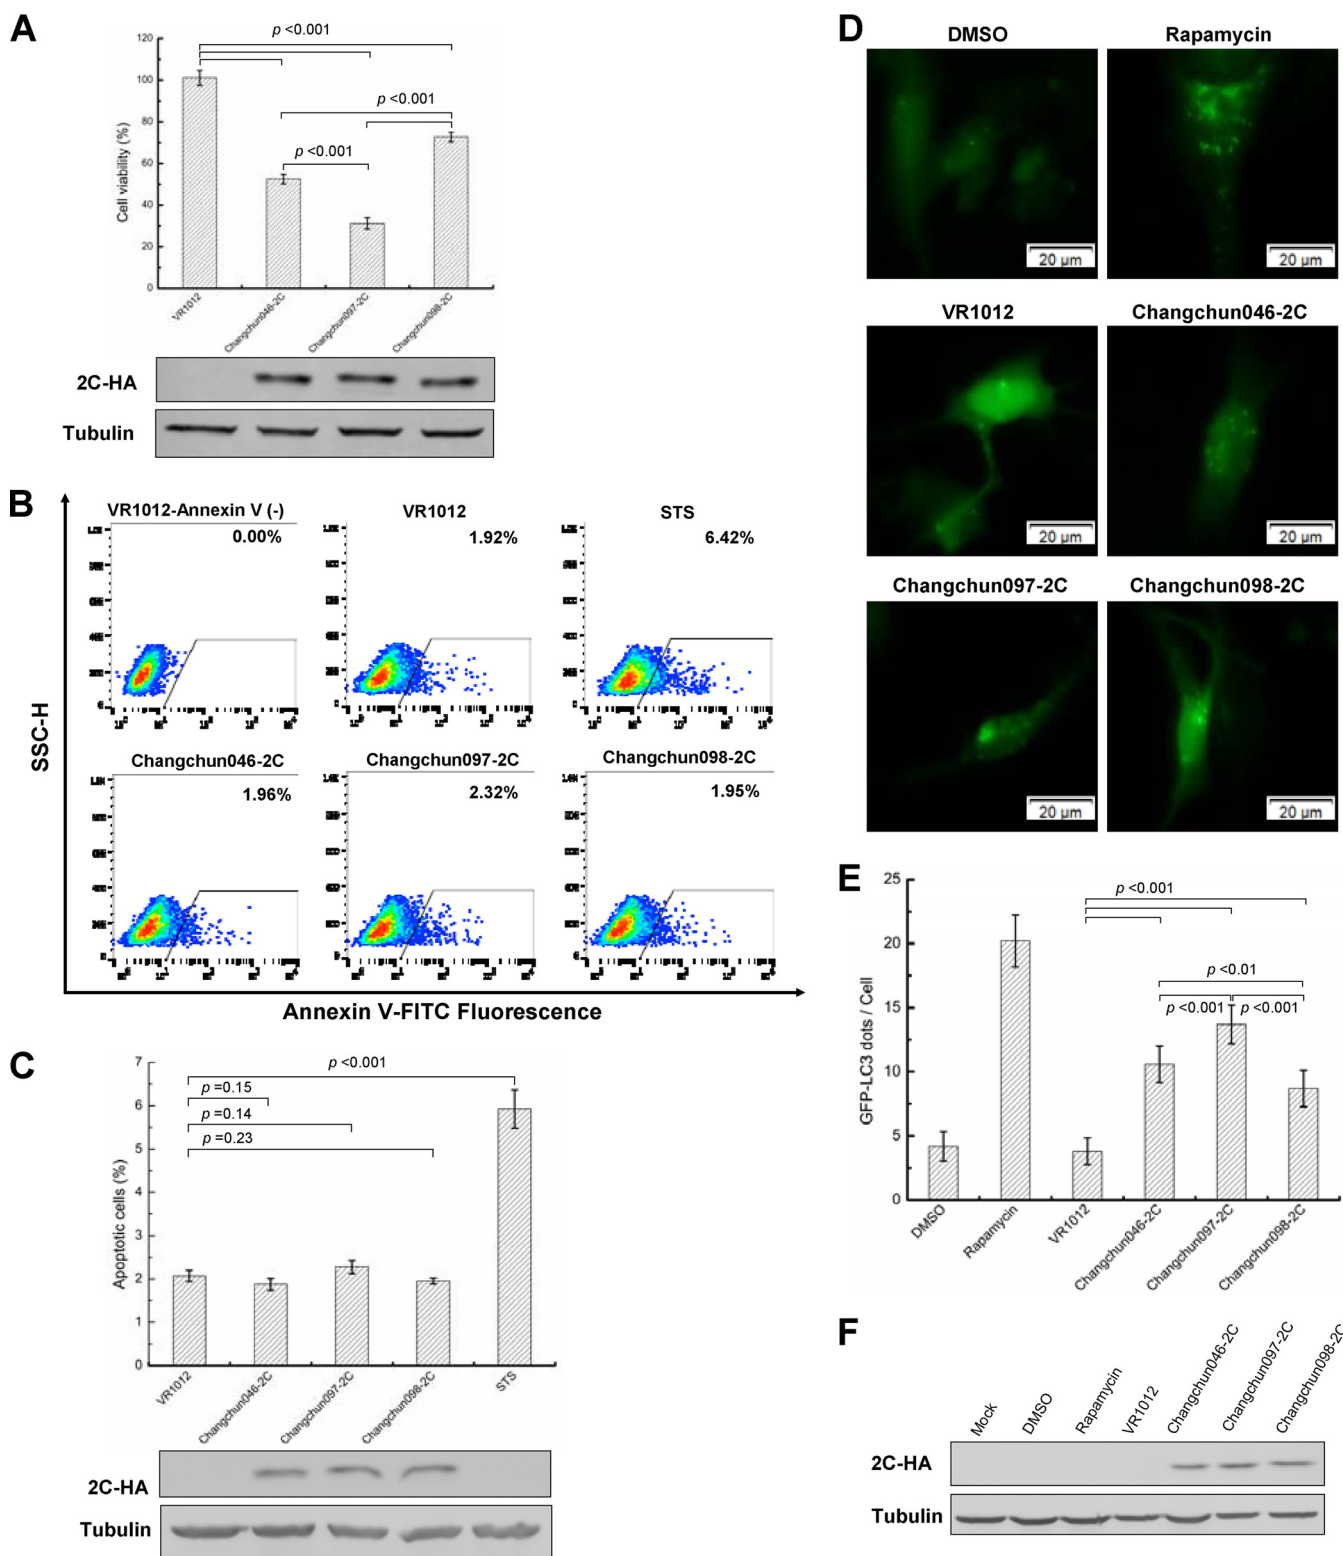 A
p <0.001
120
100
80
60
40
20
0
Cell viability (%)
p <0.001
p <0.001
VR1012
Changchun046-2C
Changchun097-2C
Changchun098-2C
2C-HA
Tubulin
B
SSC-H
VR1012-Annexin V (-)
0.00%
VR1012
1.92%
STS
6.42%
Changchun046-2C
1.96%
Changchun097-2C
2.32%
Changchun098-2C
1.95%
Annexin V-FITC Fluorescence
C
7
6
5
4
3
2
1
0
Apoptotic cells (%)
p <0.001
p =0.15
p =0.14
p =0.23
VR1012
Changchun046-2C
Changchun097-2C
Changchun098-2C
STS
2C-HA
Tubulin
D
DMSO
Rapamycin
20 µm
20 µm
VR1012
Changchun046-2C
20 µm
20 µm
Changchun097-2C
Changchun098-2C
20 µm
20 µm
E
25
20
15
10
5
0
GFP-LC3 dots / Cell
p <0.001
p <0.01
p <0.001
p <0.001
DMSO
Rapamycin
VR1012
Changchun046-2C
Changchun097-2C
Changchun098-2C
F
Mock
DMSO
Rapamycin
VR1012
Changchun046-2C
Changchun097-2C
Changchun098-2C
2C-HA
Tubulin